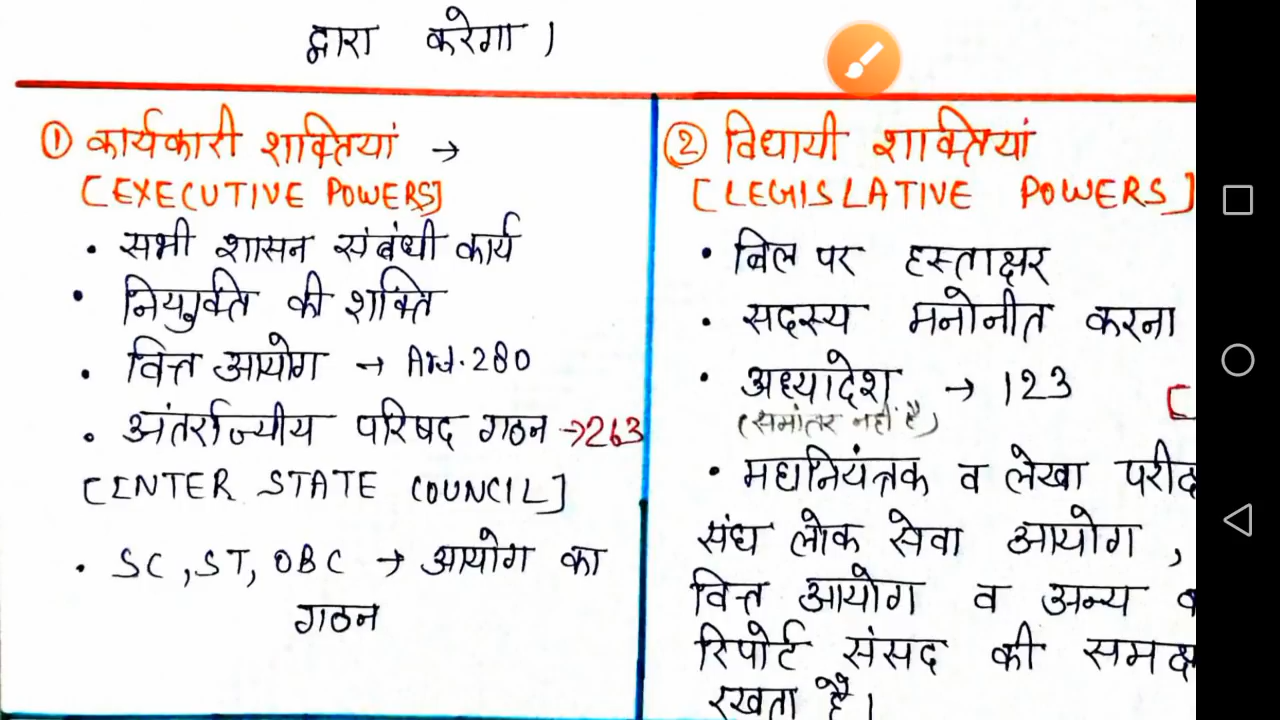 द्वारा करेगा।
① कार्यकारी शक्तियां →
[EXECUTIVE POWERS]
• सभी शासन संबंधी कार्य
• नियुक्ति की शक्ति
• वित्त आयोग → Art.280
• अंतर्राज्यीय परिषद गठन → 263
[INTER STATE COUNCIL]
• SC, ST, OBC → आयोग का
गठन
② विधायी शक्तियां
[LEGISLATIVE POWERS]
• बिल पर हस्ताक्षर
• सदस्य मनोनीत करना
• अध्यादेश → 123
(समांतर नहीं है)
• महानियंत्रक व लेखा
संघ लोक सेवा आयोग,
वित्त आयोग व अन्य
रिपोर्ट संसद की समक्ष
रखता है।